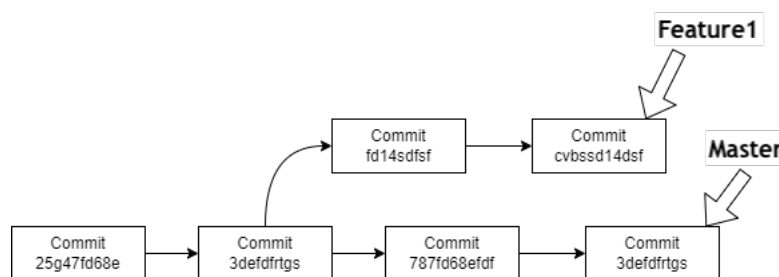 Feature1
Commit
fd14sdfsf
Commit
cvbssd14dsf
Master
Commit
25g47fd68e
Commit
3defdfrtgs
Commit
787fd68efdf
Commit
3defdfrtgs